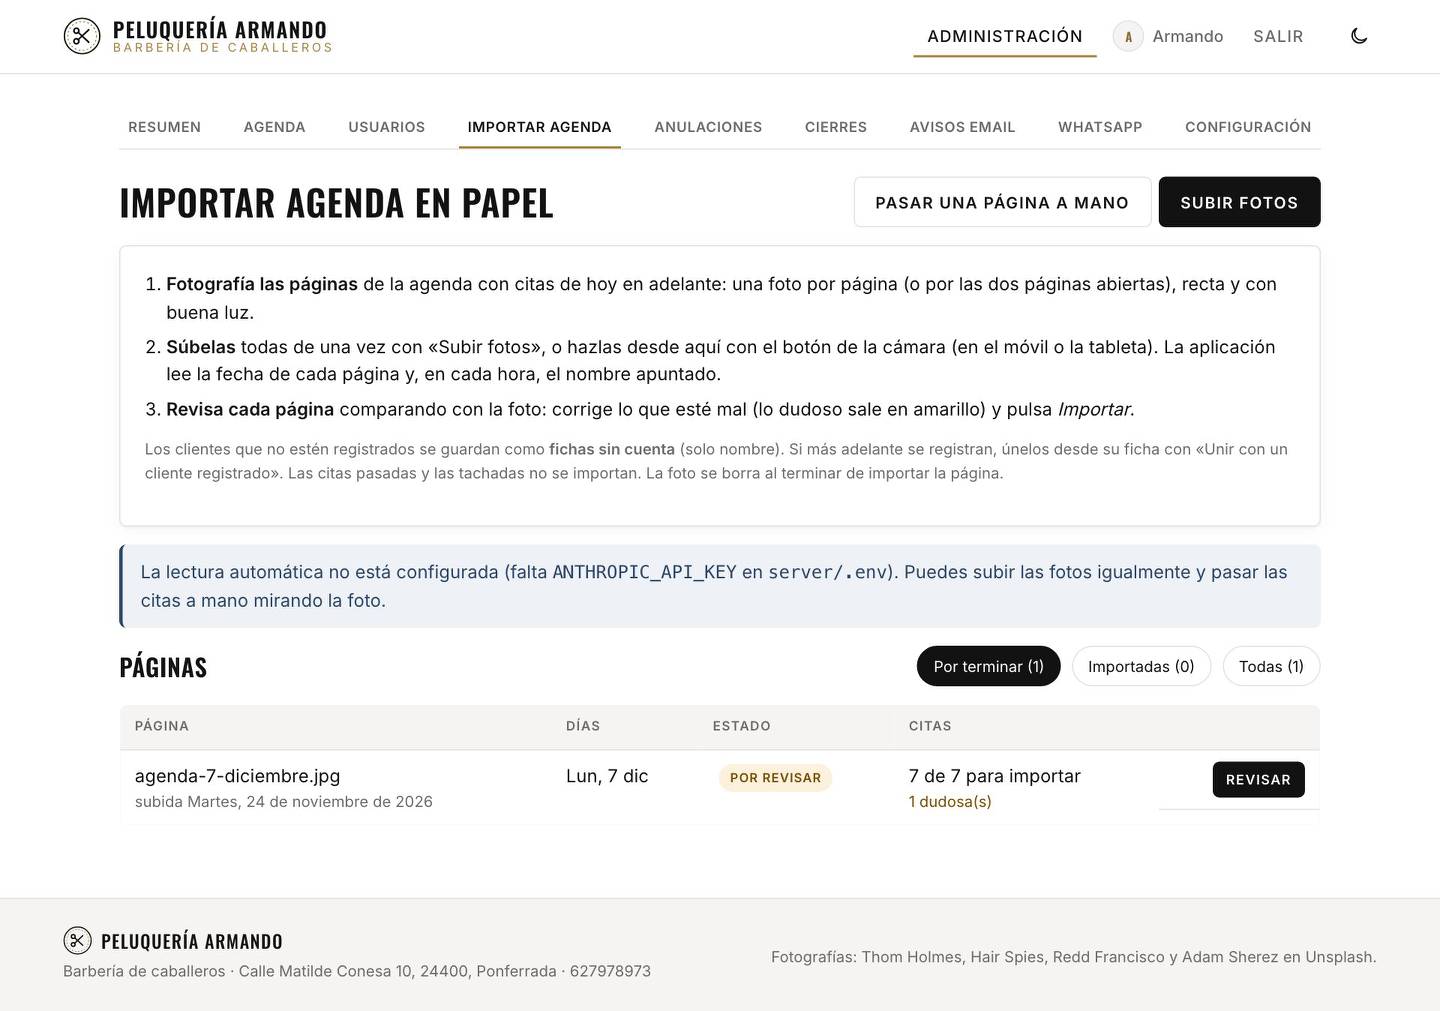 PELUQUERÍA ARMANDO
BARBERÍA DE CABALLEROS
ADMINISTRACIÓN
A
Armando
SALIR
RESUMEN
AGENDA
USUARIOS
IMPORTAR AGENDA
ANULACIONES
CIERRES
AVISOS EMAIL
WHATSAPP
CONFIGURACIÓN
IMPORTAR AGENDA EN PAPEL
PASAR UNA PÁGINA A MANO
SUBIR FOTOS
1. Fotografía las páginas de la agenda con citas de hoy en adelante: una foto por página (o por las dos páginas abiertas), recta y con
buena luz.
2. Súbelas todas de una vez con «Subir fotos», o hazlas desde aquí con el botón de la cámara (en el móvil o la tableta). La aplicación
lee la fecha de cada página y, en cada hora, el nombre apuntado.
3. Revisa cada página comparando con la foto: corrige lo que esté mal (lo dudoso sale en amarillo) y pulsa Importar.
Los clientes que no estén registrados se guardan como fichas sin cuenta (solo nombre). Si más adelante se registran, únelos desde su ficha con «Unir con un
cliente registrado». Las citas pasadas y las tachadas no se importan. La foto se borra al terminar de importar la página.
La lectura automática no está configurada (falta ANTHROPIC_API_KEY en server/.env). Puedes subir las fotos igualmente y pasar las
citas a mano mirando la foto.
PÁGINAS
Por terminar (1)
Importadas (0)
Todas (1)
PÁGINA
DÍAS
ESTADO
CITAS
agenda-7-diciembre.jpg
subida Martes, 24 de noviembre de 2026
Lun, 7 dic
POR REVISAR
7 de 7 para importar
1 dudosa(s)
REVISAR
PELUQUERÍA ARMANDO
Barbería de caballeros · Calle Matilde Conesa 10, 24400, Ponferrada · 627978973
Fotografías: Thom Holmes, Hair Spies, Redd Francisco y Adam Sherez en Unsplash.